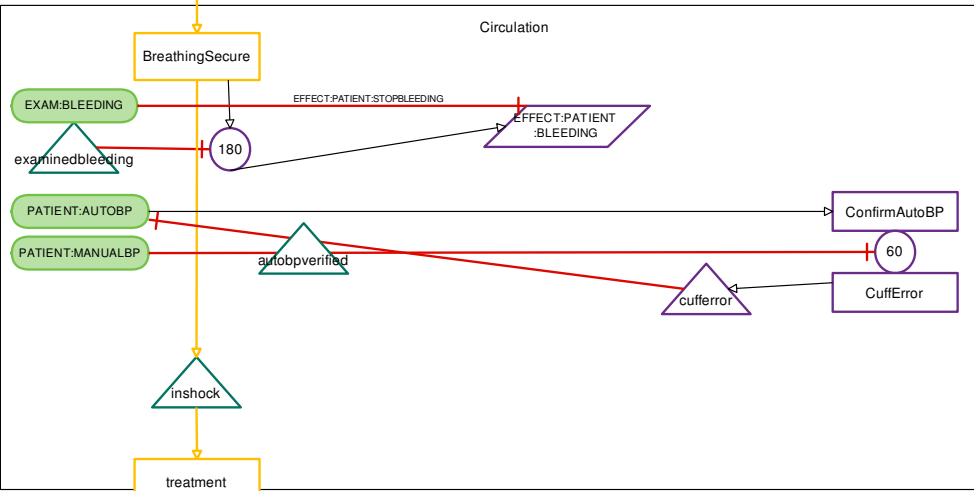 Circulation
BreathingSecure
EXAM:BLEEDING
EFFECT:PATIENT:STOPBLEEDING
EFFECT:PATIENT
:BLEEDING
examinedbleeding
180
PATIENT:AUTOBP
ConfirmAutoBP
PATIENT:MANUALBP
autobpverified
60
cufferror
CuffError
inshock
treatment